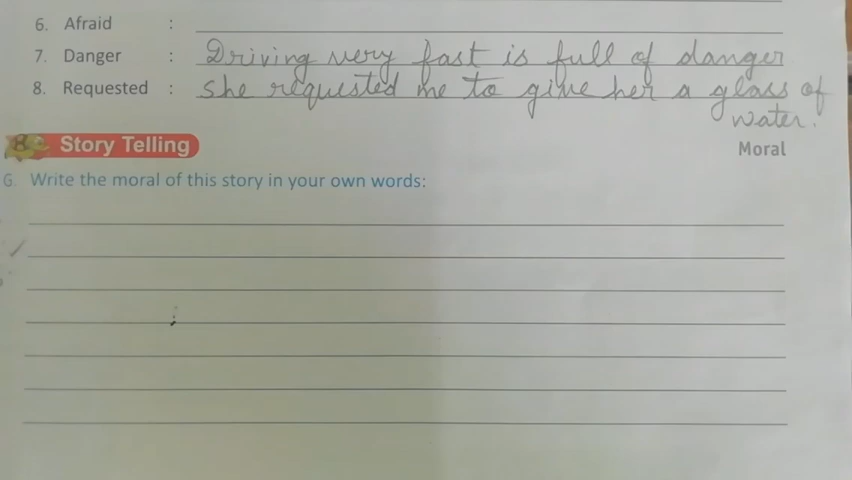 6. Afraid :
7. Danger : Driving very fast is full of danger
8. Requested : She requested me to give her a glass of
water.
Story Telling
Moral
G. Write the moral of this story in your own words: